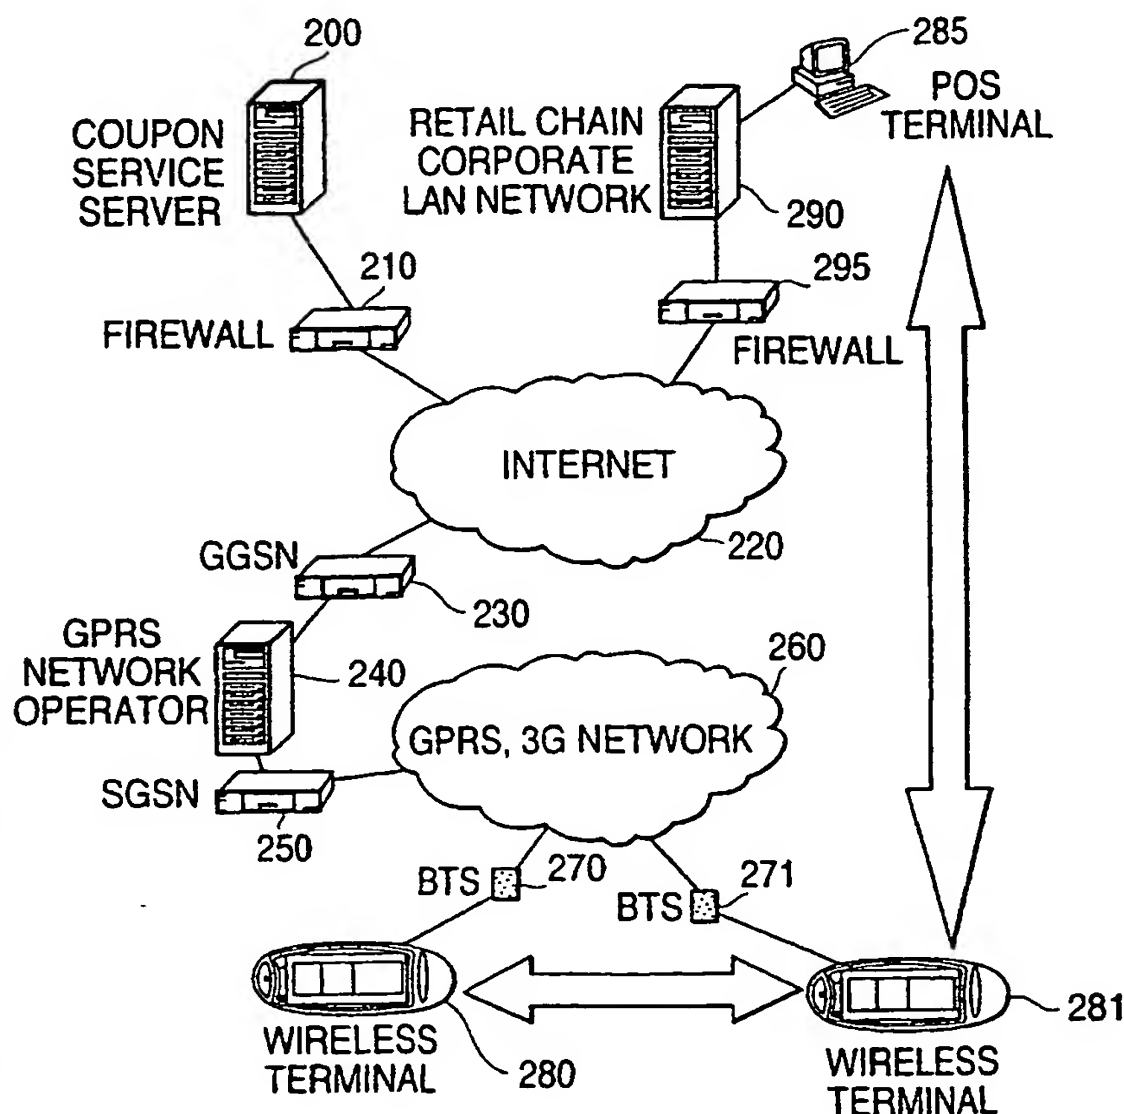 200
285
COUPON
SERVICE
SERVER
RETAIL CHAIN
CORPORATE
LAN NETWORK
POS
TERMINAL
290
210
295
FIREWALL
FIREWALL
INTERNET
220
GGSN
230
GPRS
NETWORK
OPERATOR
240
260
GPRS, 3G NETWORK
SGSN
250
BTS
270
BTS
271
WIRELESS
TERMINAL
280
281
WIRELESS
TERMINAL